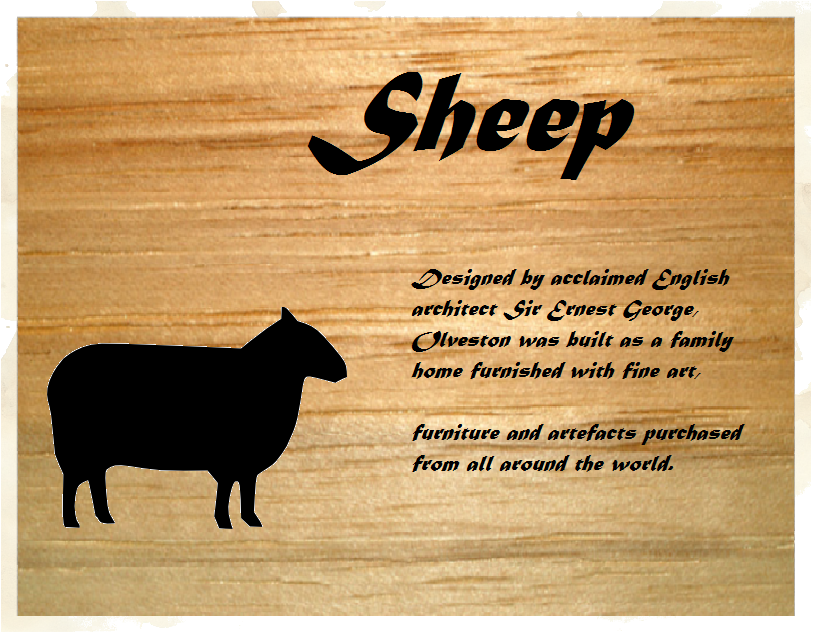 Sheep
Designed by acclaimed English
architect Sir Ernest George,
Olveston was built as a family
home furnished with fine art,
furniture and artefacts purchased
from all around the world.